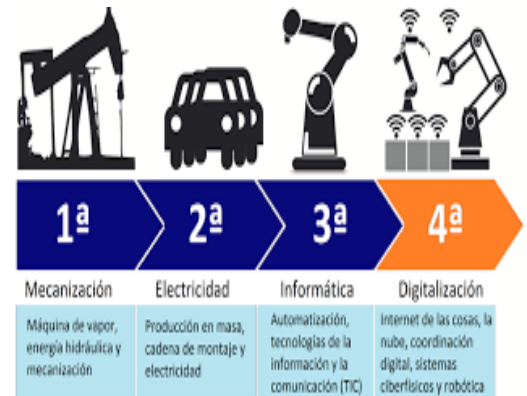 1ª
2ª
3ª
4ª
Mecanización
Electricidad
Informática
Digitalización
Máquina de vapor,
energía hidráulica y
mecanización
Producción en masa,
cadena de montaje y
electricidad
Automatización,
tecnologías de la
información y la
comunicación (TIC)
Internet de las cosas, la
nube, coordinación
digital, sistemas
ciberfísicos y robótica